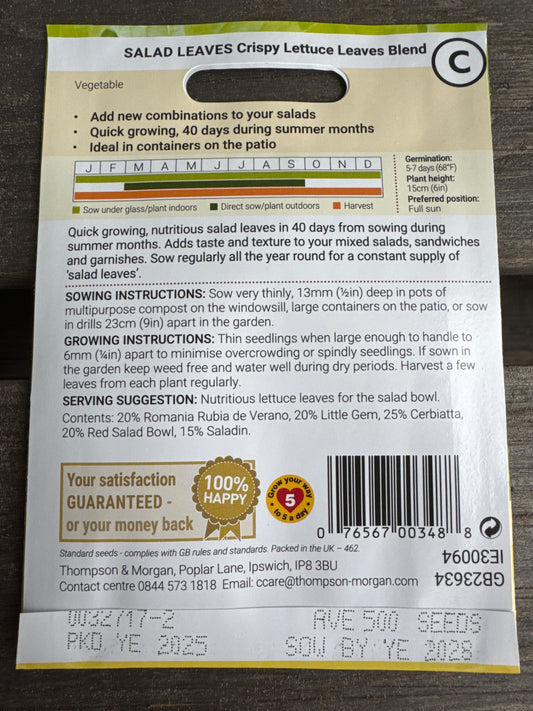 SALAD LEAVES Crispy Lettuce Leaves Blend
C
Vegetable
• Add new combinations to your salads
• Quick growing, 40 days during summer months
• Ideal in containers on the patio
J F M A M J J A S O N D
Sow under glass/plant indoors Direct sow/plant outdoors Harvest
Germination:
5-7 days (68°F)
Plant height:
15cm (6in)
Preferred position:
Full sun
Quick growing, nutritious salad leaves in 40 days from sowing during
summer months. Adds taste and texture to your mixed salads, sandwiches
and garnishes. Sow regularly all the year round for a constant supply of
‘salad leaves’.
SOWING INSTRUCTIONS: Sow very thinly, 13mm (½in) deep in pots of
multipurpose compost on the windowsill, large containers on the patio, or sow
in drills 23cm (9in) apart in the garden.
GROWING INSTRUCTIONS: Thin seedlings when large enough to handle to
6mm (¼in) apart to minimise overcrowding or spindly seedlings. If sown in
the garden keep weed free and water well during dry periods. Harvest a few
leaves from each plant regularly.
SERVING SUGGESTION: Nutritious lettuce leaves for the salad bowl.
Contents: 20% Romania Rubia de Verano, 20% Little Gem, 25% Cerbiatta,
20% Red Salad Bowl, 15% Saladin.
Your satisfaction
GUARANTEED -
or your money back
100%
HAPPY
Grow your way
5
to 5 a day
0 76567 00348 8
Standard seeds - complies with GB rules and standards. Packed in the UK – 462.
Thompson & Morgan, Poplar Lane, Ipswich, IP8 3BU
Contact centre 0844 573 1818 Email: ccare@thompson-morgan.com
GB23634
IE30094
0032717-2 AVE 500 SEEDS
PKD YE 2025 SOW BY YE 2028